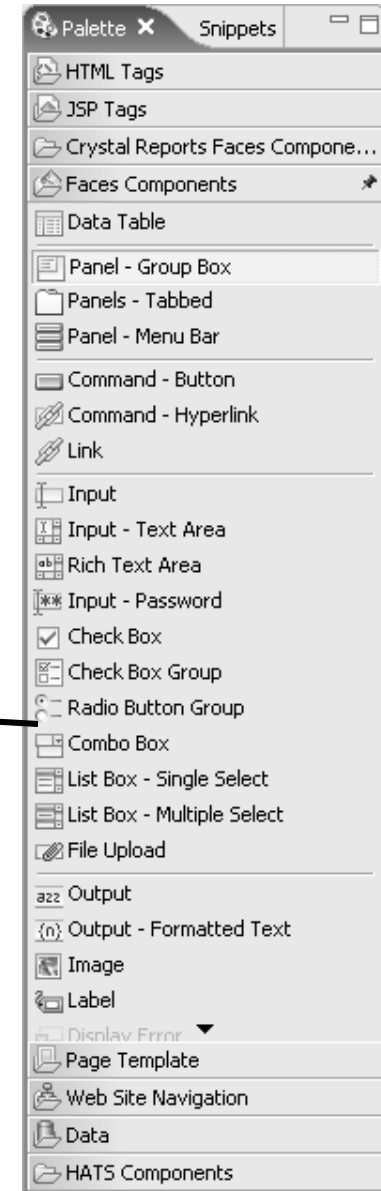 Palette Snippets
HTML Tags
JSP Tags
Crystal Reports Faces Compone...
Faces Components
Data Table
Panel - Group Box
Panels - Tabbed
Panel - Menu Bar
Command - Button
Command - Hyperlink
Link
Input
Input - Text Area
Rich Text Area
Input - Password
Check Box
Check Box Group
Radio Button Group
Combo Box
List Box - Single Select
List Box - Multiple Select
File Upload
Output
Output - Formatted Text
Image
Label
Display Error
Page Template
Web Site Navigation
Data
HATS Components